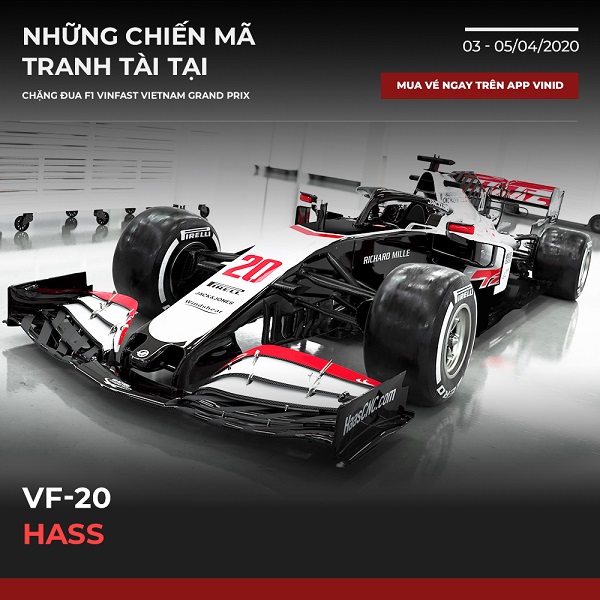 NHỮNG CHIẾN MÃ
TRANH TÀI TẠI
CHẶNG ĐUA F1 VINFAST VIETNAM GRAND PRIX
03 - 05/04/2020
MUA VÉ NGAY TRÊN APP VINID
PIRELLI
20
PIRELLI
JACK&JONES
Windshear
RICHARD MILLE
PIRELLI
HaasCNC.com
VF-20
HASS